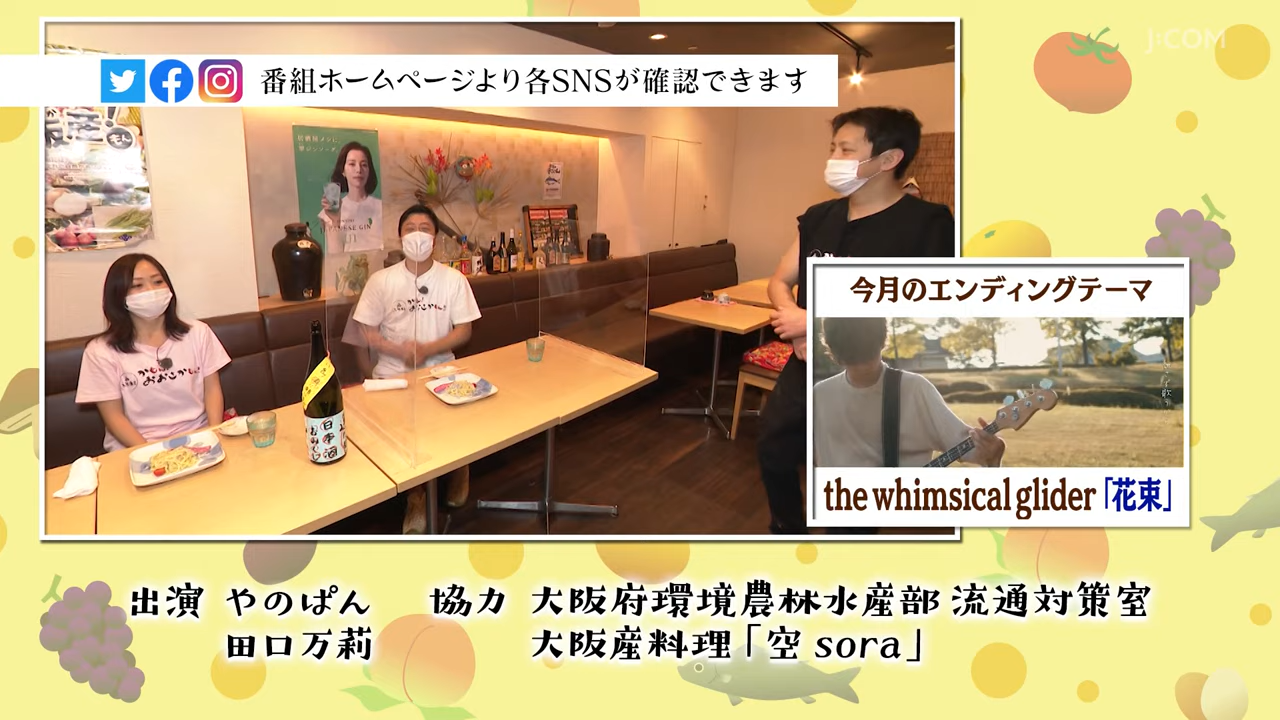 J:COM
番組ホームページより各SNSが確認できます
今月のエンディングテーマ
the whimsical glider「花束」
日本酒
出演 やのぱん 協力 大阪府環境農林水産部 流通対策室
田口万莉 大阪産料理「空 sora」